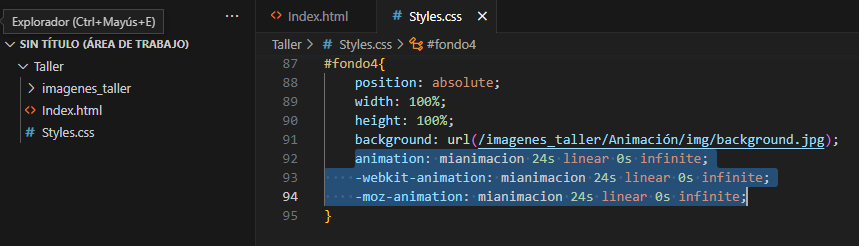 Index.html
Styles.css
Explorador (Ctrl+Mayús+E)
SIN TÍTULO (ÁREA DE TRABAJO)
Taller
imagenes_taller
Index.html
Styles.css
Taller > # Styles.css > #fondo4
87 #fondo4{
88 position: absolute;
89 width: 100%;
90 height: 100%;
91 background: url(/imagenes_taller/Animación/img/background.jpg);
92 animation: mianimacion 24s linear 0s infinite;
93 -webkit-animation: mianimacion 24s linear 0s infinite;
94 -moz-animation: mianimacion 24s linear 0s infinite;
95 }